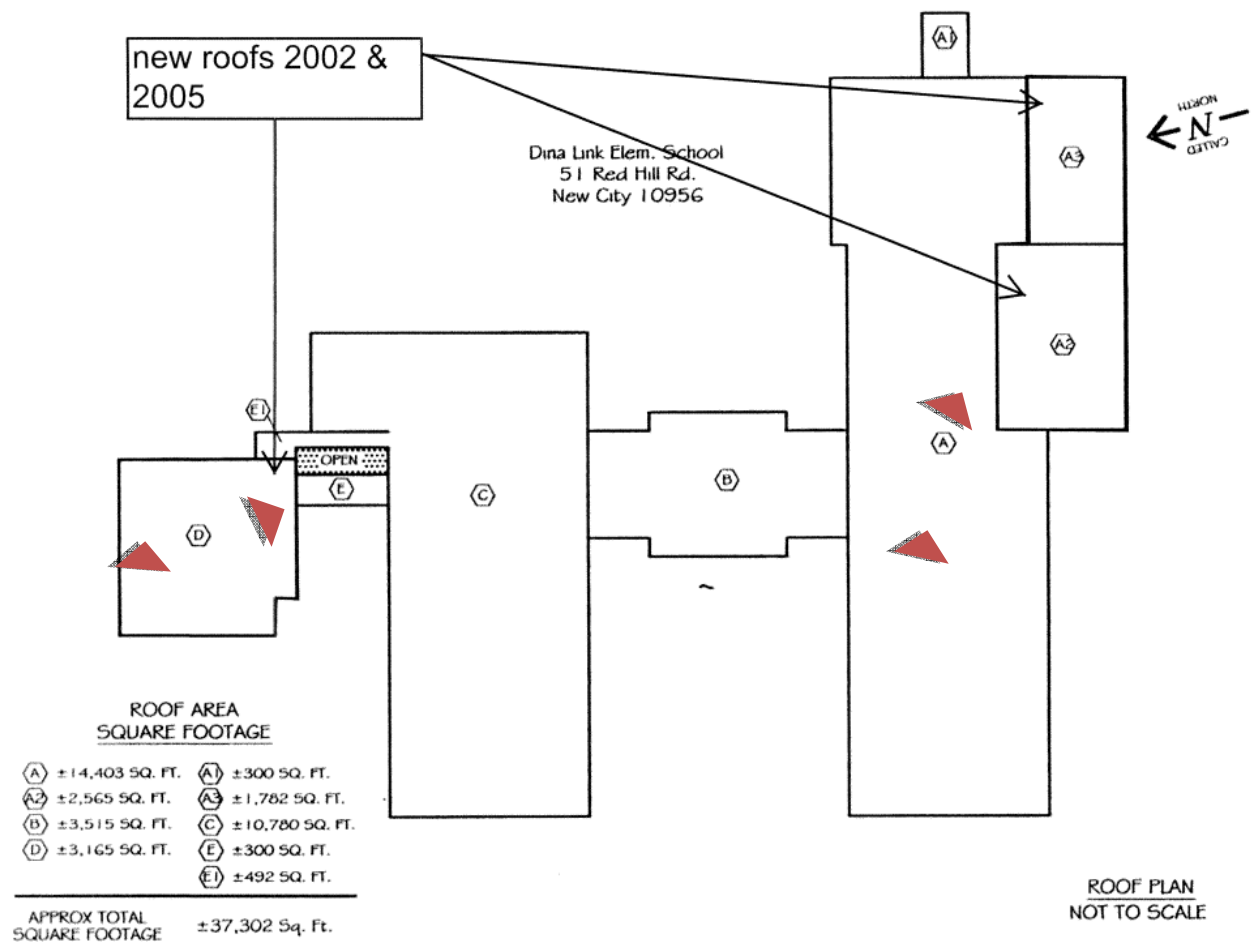 new roofs 2002 &
2005
Dina Link Elem. School
51 Red Hill Rd.
New City 10956
A1
A3
CALLED
N
NORTH
A2
E1
OPEN
E
C
B
A
D
ROOF AREA
SQUARE FOOTAGE
A ±14,403 SQ. FT. A1 ±300 SQ. FT.
A2 ±2,565 SQ. FT. A3 ±1,782 SQ. FT.
B ±3,515 SQ. FT. C ±10,780 SQ. FT.
D ±3,165 SQ. FT. E ±300 SQ. FT.
E1 ±492 SQ. FT.
APPROX TOTAL
SQUARE FOOTAGE ±37,302 Sq. Ft.
ROOF PLAN
NOT TO SCALE